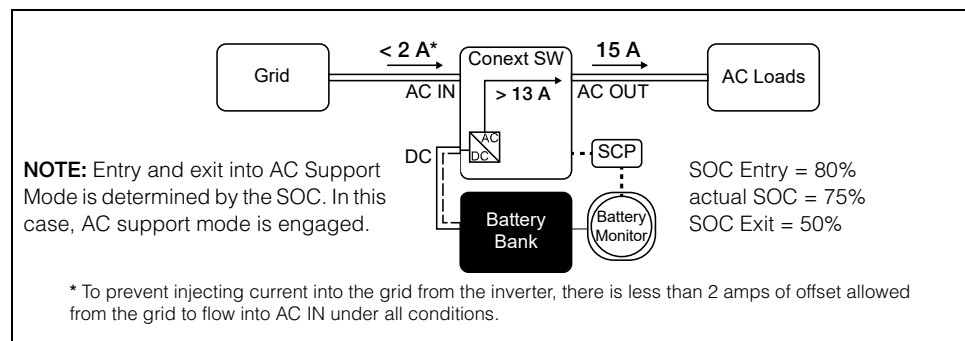 < 2 A*
Conext SW
15 A
Grid
AC Loads
AC IN
> 13 A
AC OUT
AC
DC
DC
SCP
NOTE: Entry and exit into AC Support
Mode is determined by the SOC. In this
case, AC support mode is engaged.
SOC Entry = 80%
actual SOC = 75%
SOC Exit = 50%
Battery
Bank
Battery
Monitor
* To prevent injecting current into the grid from the inverter, there is less than 2 amps of offset allowed
from the grid to flow into AC IN under all conditions.